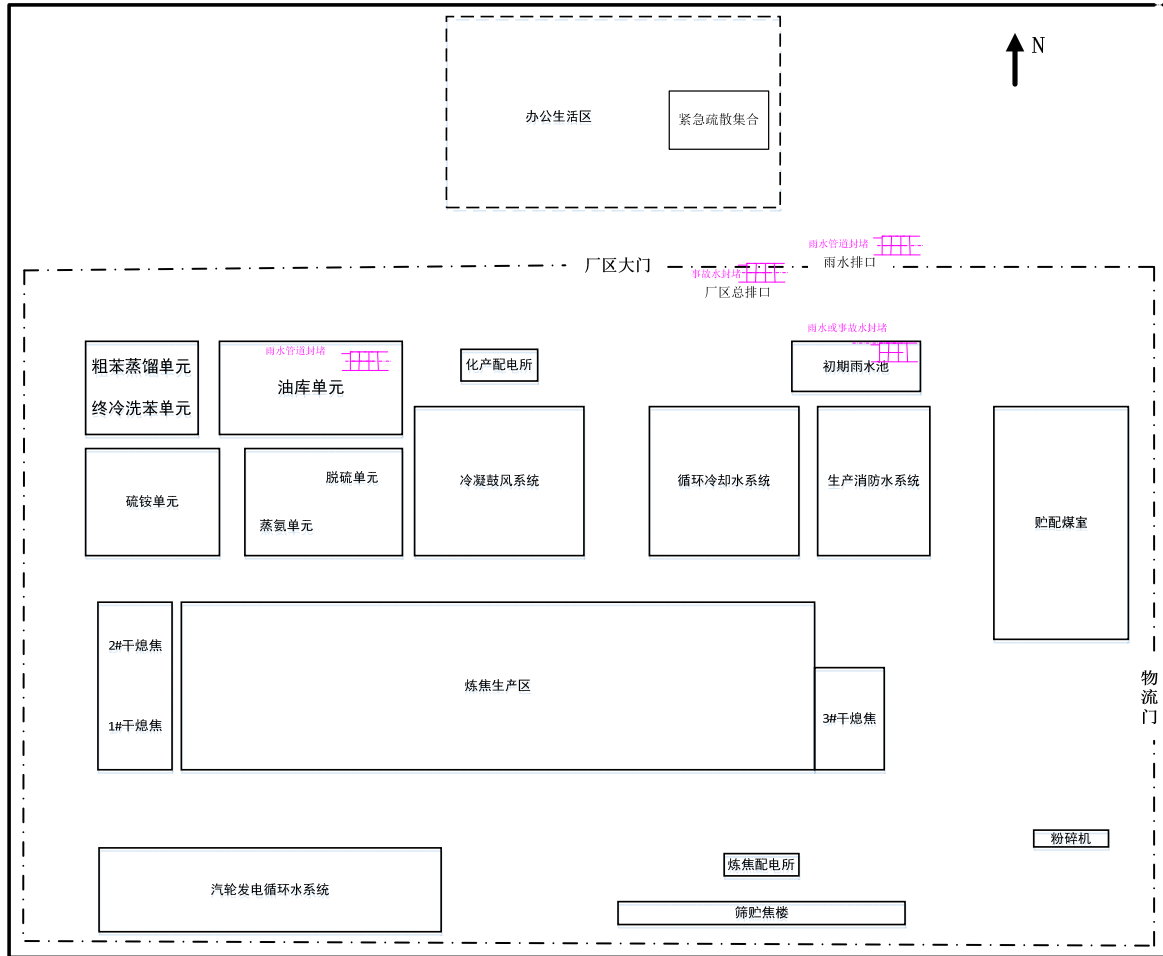 N
办公生活区
紧急疏散集合
雨水管道封堵
雨水排口
厂区大门
事故水封堵
厂区总排口
雨水或事故水封堵
初期雨水池
粗苯蒸馏单元
终冷洗苯单元
雨水管道封堵
油库单元
化产配电所
硫铵单元
脱硫单元
蒸氨单元
冷凝鼓风系统
循环冷却水系统
生产消防水系统
贮配煤室
2#干熄焦
1#干熄焦
炼焦生产区
3#干熄焦
物流门
粉碎机
汽轮发电循环水系统
炼焦配电所
筛贮焦楼